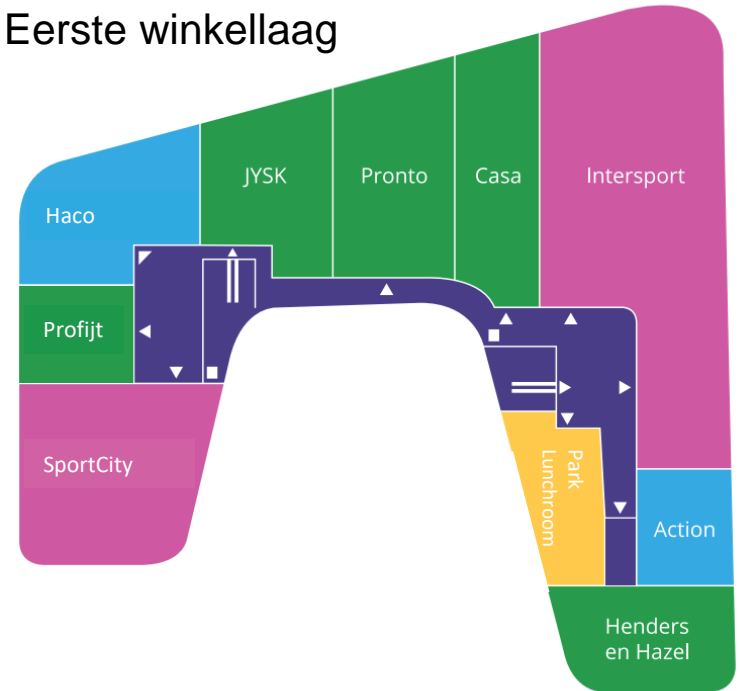 Eerste winkellaag
JYSK
Pronto
Casa
Intersport
Haco
Profijt
SportCity
Park
Lunchroom
Action
Henders
en Hazel